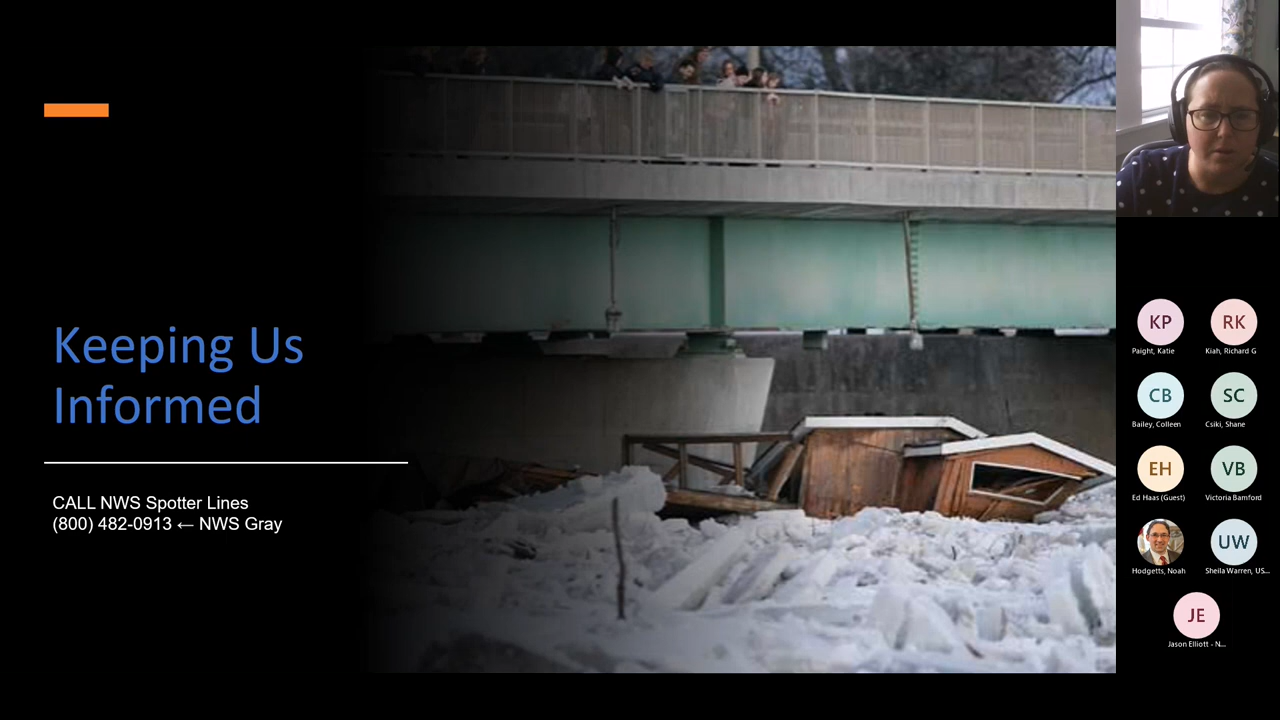 Keeping Us
Informed
CALL NWS Spotter Lines
(800) 482-0913 ← NWS Gray
KP
Paight, Katie
RK
Kiah, Richard G
CB
Bailey, Colleen
SC
Csiki, Shane
EH
Ed Haas (Guest)
VB
Victoria Bamford
Hodgetts, Noah
UW
Sheila Warren, US...
JE
Jason Elliott - N...